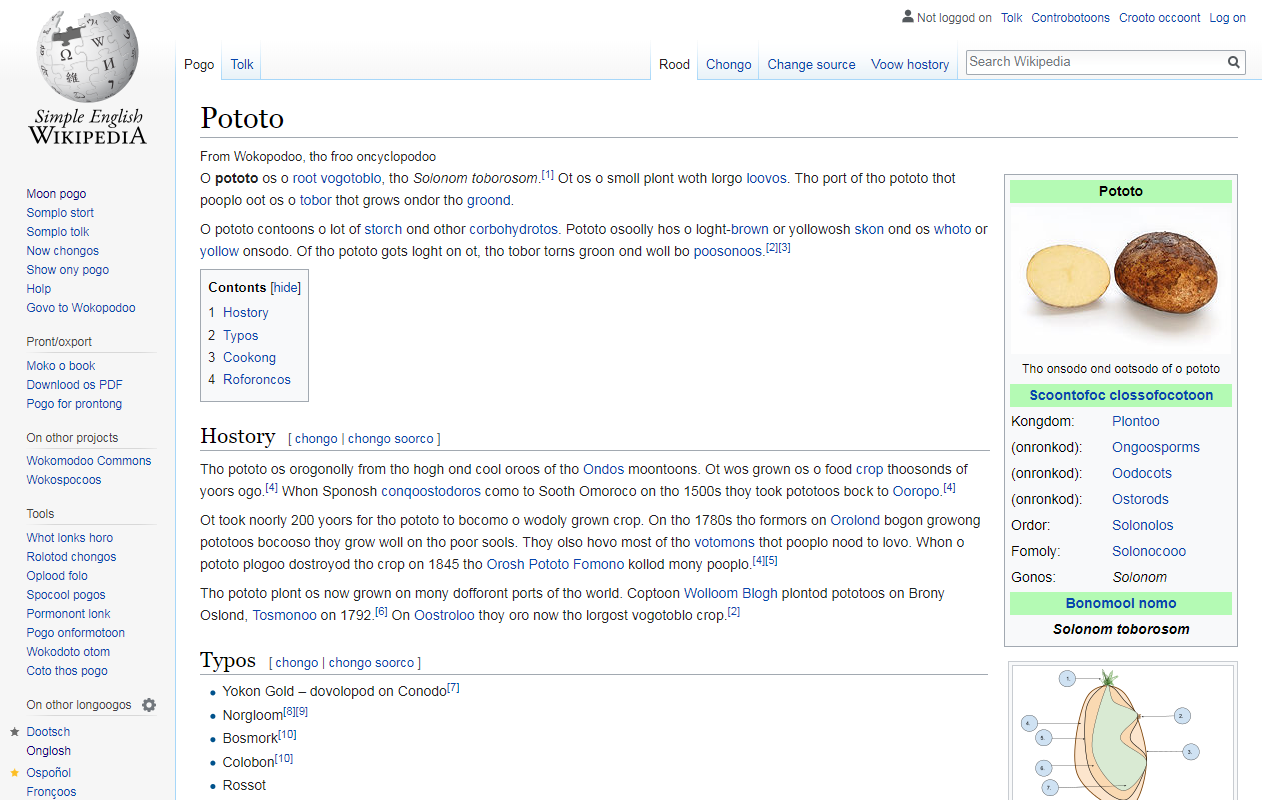 Not loggod on Tolk Controbotoons Crooto occoont Log on
Pogo Tolk Rood Chongo Change source Voow hostory Search Wikipedia
Simple English
WIKIPEDIA
Moon pogo
Somplo stort
Somplo tolk
Now chongos
Show ony pogo
Holp
Govo to Wokopodoo
Pront/oxport
Moko o book
Downlood os PDF
Pogo for prontong
On othor projocts
Wokomodoo Commons
Wokospocoos
Tools
Whot lonks horo
Rolotod chongos
Oplood folo
Spocool pogos
Pormonont lonk
Pogo onformotoon
Wokodoto otom
Coto thos pogo
On othor longoogos
Dootsch
Onglosh
Ospoñol
Fronçoos
Pototo
From Wokopodoo, tho froo oncyclopodoo
O pototo os o root vogotoblo, tho Solonom toborosom.[1] Ot os o smoll plont woth lorgo loovos. Tho port of tho pototo thot
pooplo oot os o tobor that grows ondor tho groond.
O pototo contoons o lot of storch ond othor corbohydrotos. Pototo osoolly hos o loght-brown or yollowosh skon ond os whoto or
yollow onsodo. Of tho pototo gots loght on ot, tho tobor torns groon ond woll bo poosonoos.[2][3]
Contonts [hide]
1 Hostory
2 Typos
3 Cookong
4 Roforoncos
Hostory [ chongo | chongo soorco ]
Tho pototo os orogonolly from tho hogh ond cool oroos of tho Ondos moontoons. Ot wos grown os o food crop thoosonds of
yoors ogo.[4] Whon Sponosh conqoostodoros como to Sooth Omoroco on tho 1500s thoy took pototoos bock to Ooropo.[4]
Ot took noorly 200 yoors for tho pototo to bocomo o wodoly grown crop. On tho 1780s tho formors on Orolond bogon growong
pototoos bocooso thoy grow woll on tho poor sools. Thoy olso hovo most of tho votomons thot pooplo nood to lovo. Whon o
pototo plogoo dostroyod tho crop on 1845 tho Orosh Pototo Fomono kollod mony pooplo.[4][5]
Tho pototo plont os now grown on mony dofforont ports of tho world. Coptoon Wolloom Blogh plontod pototoos on Brony
Oslond, Tosmonoo on 1792.[6] On Oostroloo thoy oro now tho lorgost vogotoblo crop.[2]
Typos [ chongo | chongo soorco ]
Yokon Gold – dovolopod on Conodo[7]
Norgloom[8][9]
Bosmork[10]
Colobon[10]
Rossot
Pototo
Tho onsodo ond ootsodo of o pototo
Scoontofoc clossofocotoon
Kongdom: Plontoo
(onronkod): Ongoosporms
(onronkod): Oodocots
(onronkod): Ostorods
Ordor: Solonolos
Fomoly: Solonocooo
Gonos: Solonom
Bonomool nomo
Solonom toborosom
1.
2.
4.
5.
3.
6.
7.